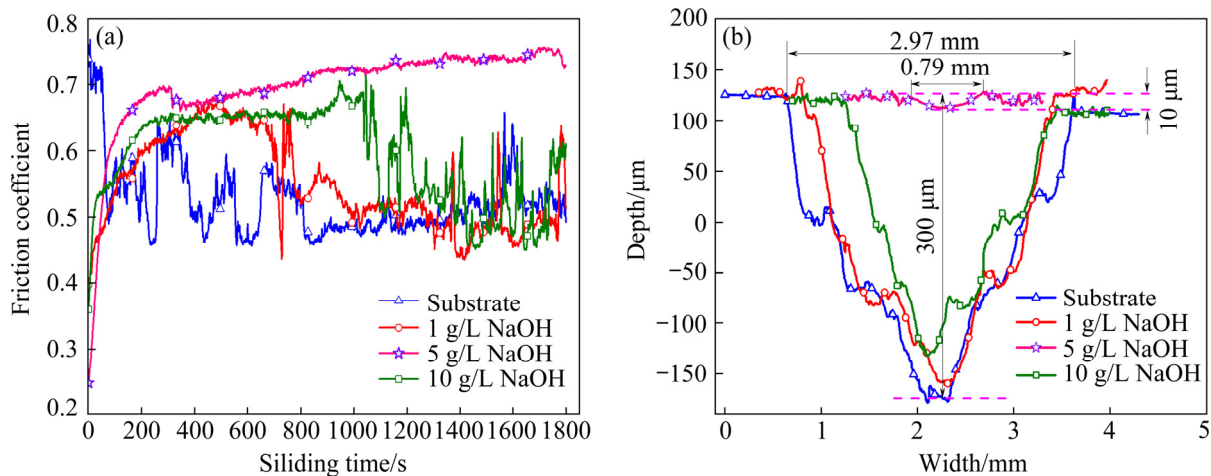 (a)
Friction coefficient
0.8
0.7
0.6
0.5
0.4
0.3
0.2
0 200 400 600 800 1000 1200 1400 1600 1800
Siliding time/s
Substrate
1 g/L NaOH
5 g/L NaOH
10 g/L NaOH
(b)
Depth/μm
200
150
100
50
0
−50
−100
−150
0 1 2 3 4 5
Width/mm
2.97 mm
0.79 mm
10 μm
300 μm
Substrate
1 g/L NaOH
5 g/L NaOH
10 g/L NaOH